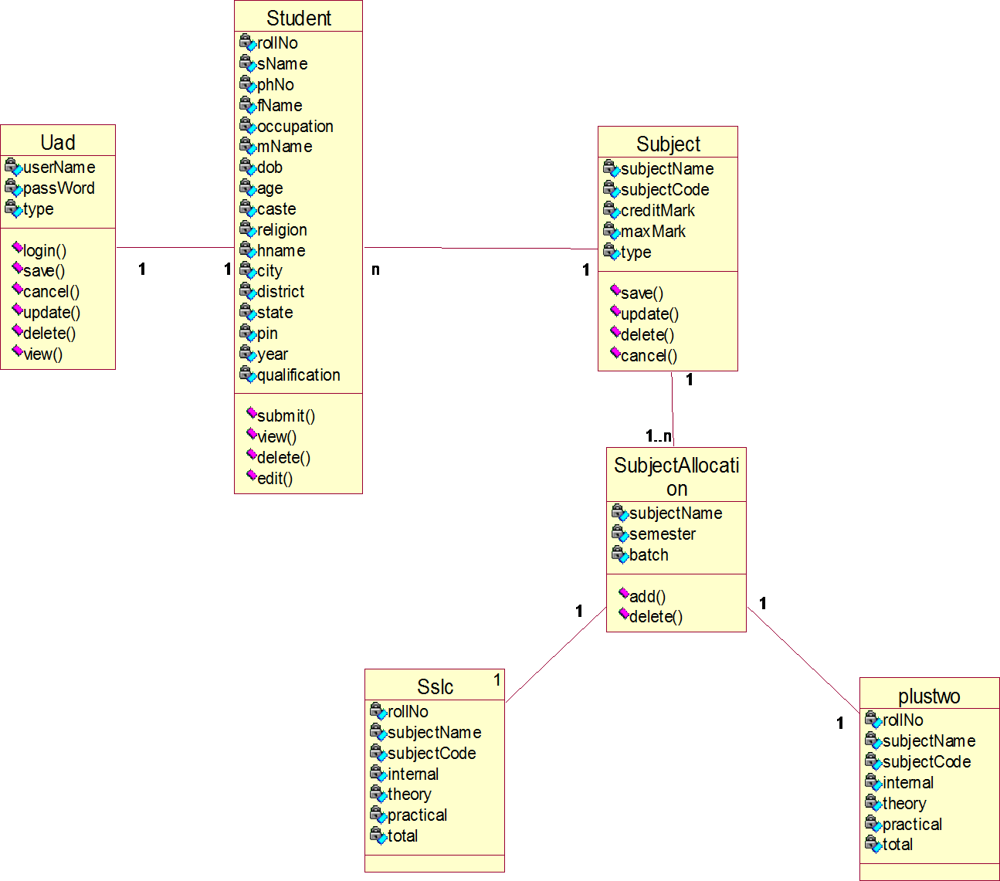 Student
rollNo
sName
phNo
fName
occupation
mName
dob
age
caste
religion
hname
city
district
state
pin
year
qualification
submit()
view()
delete()
edit()
Uad
userName
passWord
type
login()
save()
cancel()
update()
delete()
view()
1
1
n
1
Subject
subjectName
subjectCode
creditMark
maxMark
type
save()
update()
delete()
cancel()
1
1..n
SubjectAllocati
on
subjectName
semester
batch
add()
delete()
1
1
Sslc
1
rollNo
subjectName
subjectCode
internal
theory
practical
total
1
plustwo
rollNo
subjectName
subjectCode
internal
theory
practical
total